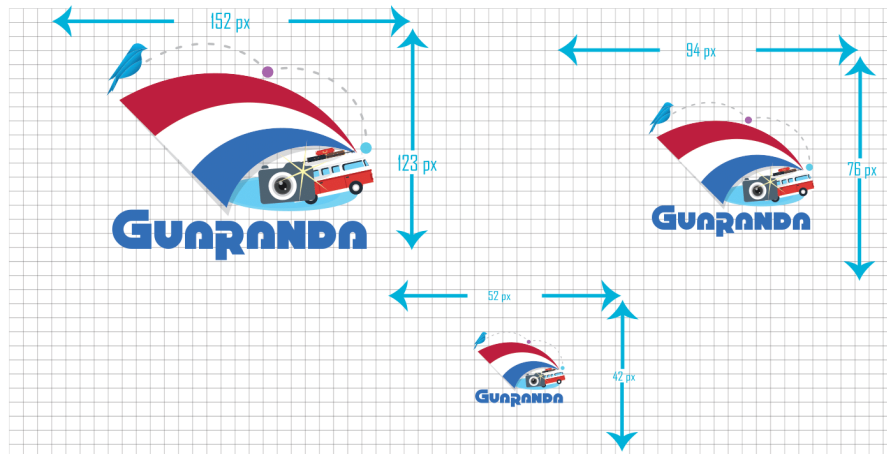 152 px
123 px
GUARANDA
94 px
76 px
GUARANDA
52 px
42 px
GUARANDA